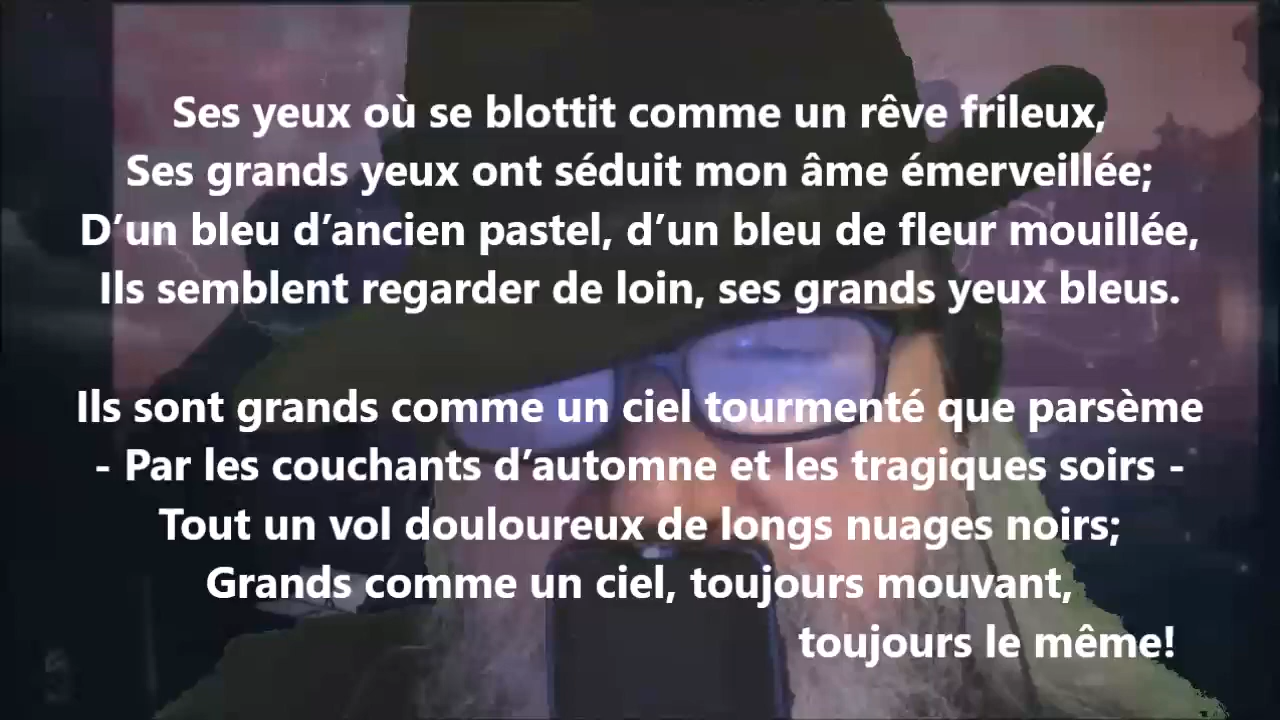 Ses yeux où se blottit comme un rêve frileux,
Ses grands yeux ont séduit mon âme émerveillée;
D’un bleu d’ancien pastel, d’un bleu de fleur mouillée,
Ils semblent regarder de loin, ses grands yeux bleus.
Ils sont grands comme un ciel tourmenté que parsème
- Par les couchants d’automne et les tragiques soirs -
Tout un vol douloureux de longs nuages noirs;
Grands comme un ciel, toujours mouvant,
toujours le même!